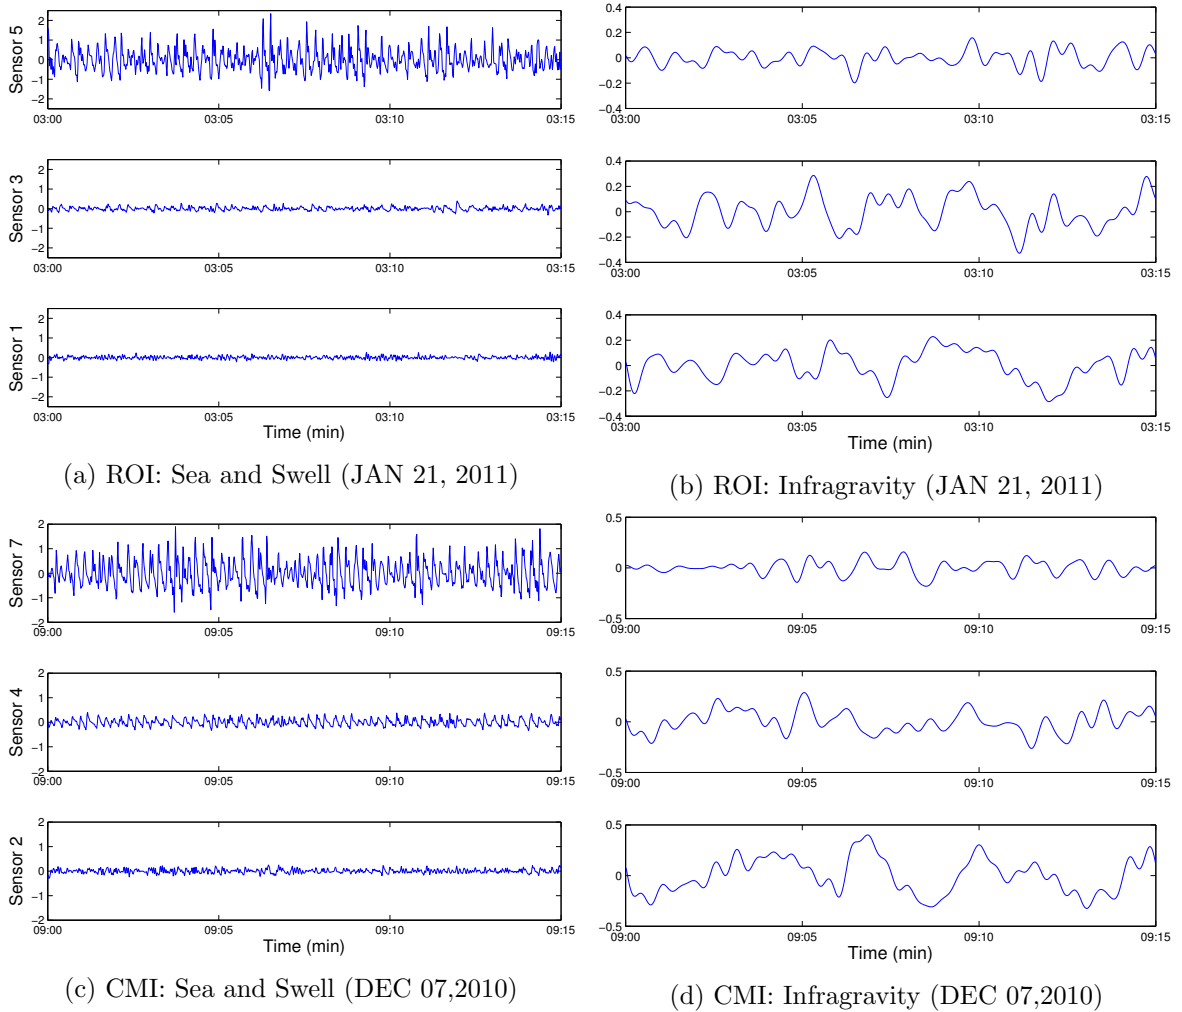 Sensor 5
2
1
0
−1
−2
03:00 03:05 03:10 03:15
Sensor 3
2
1
0
−1
−2
03:00 03:05 03:10 03:15
Sensor 1
2
1
0
−1
−2
03:00 03:05 03:10 03:15
Time (min)
(a) ROI: Sea and Swell (JAN 21, 2011)
0.4
0.2
0
−0.2
−0.4
03:00 03:05 03:10 03:15
0.4
0.2
0
−0.2
−0.4
03:00 03:05 03:10 03:15
0.4
0.2
0
−0.2
−0.4
03:00 03:05 03:10 03:15
Time (min)
(b) ROI: Infragravity (JAN 21, 2011)
Sensor 7
2
1
0
−1
−2
09:00 09:05 09:10 09:15
Sensor 4
2
1
0
−1
−2
09:00 09:05 09:10 09:15
Sensor 2
2
1
0
−1
−2
09:00 09:05 09:10 09:15
Time (min)
(c) CMI: Sea and Swell (DEC 07,2010)
0.5
0
−0.5
09:00 09:05 09:10 09:15
0.5
0
−0.5
09:00 09:05 09:10 09:15
0.5
0
−0.5
09:00 09:05 09:10 09:15
Time (min)
(d) CMI: Infragravity (DEC 07,2010)